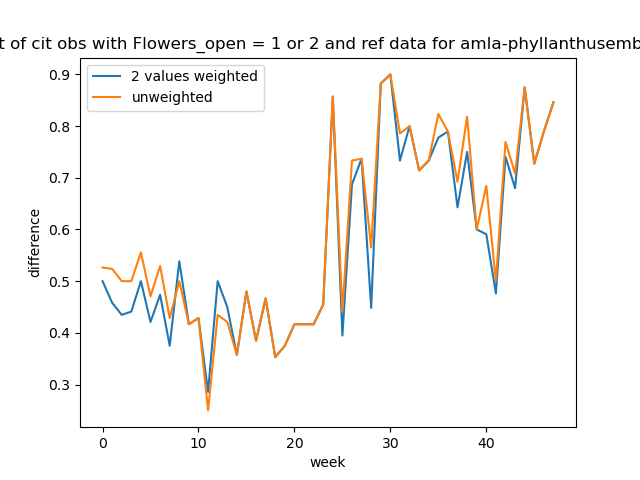 t of cit obs with Flowers_open = 1 or 2 and ref data for amla-phyllanthusemb
2 values weighted
unweighted
0.9
0.8
0.7
0.6
0.5
0.4
0.3
difference
0 10 20 30 40
week